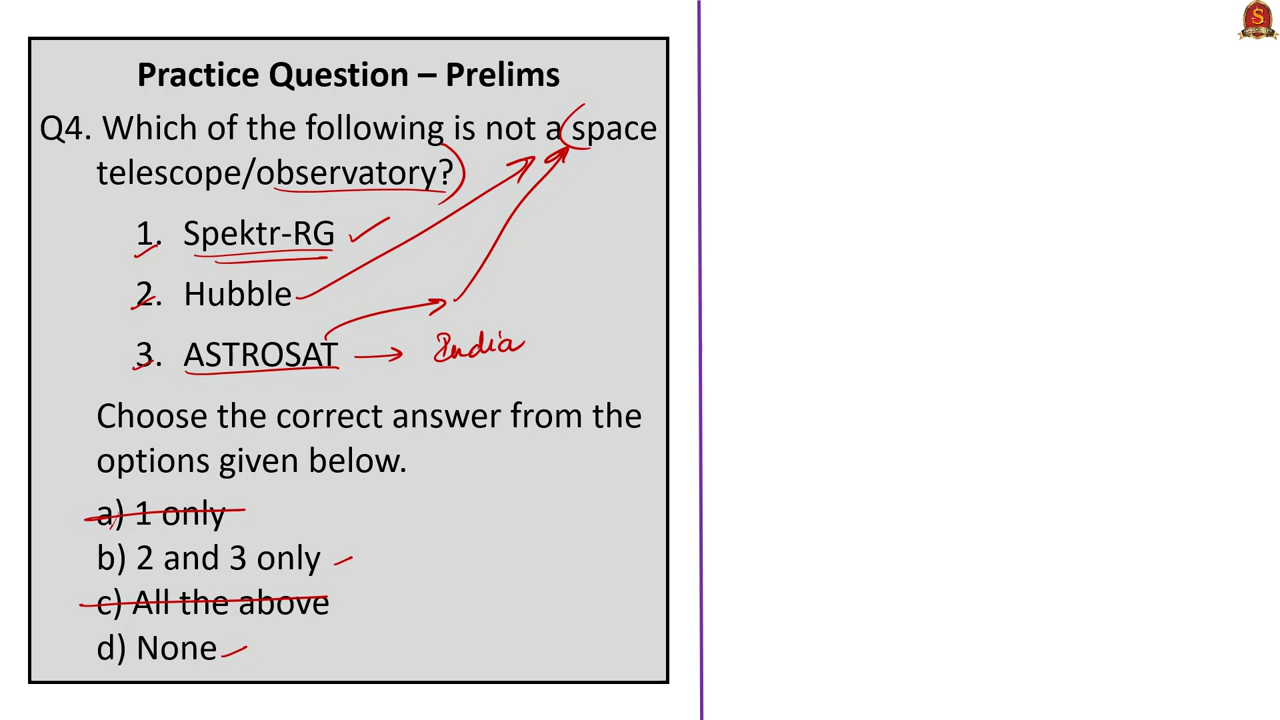 Practice Question – Prelims
Q4. Which of the following is not a space
telescope/observatory?
1. Spektr-RG
2. Hubble
3. ASTROSAT → India
Choose the correct answer from the
options given below.
a) 1 only
b) 2 and 3 only
c) All the above
d) None
S